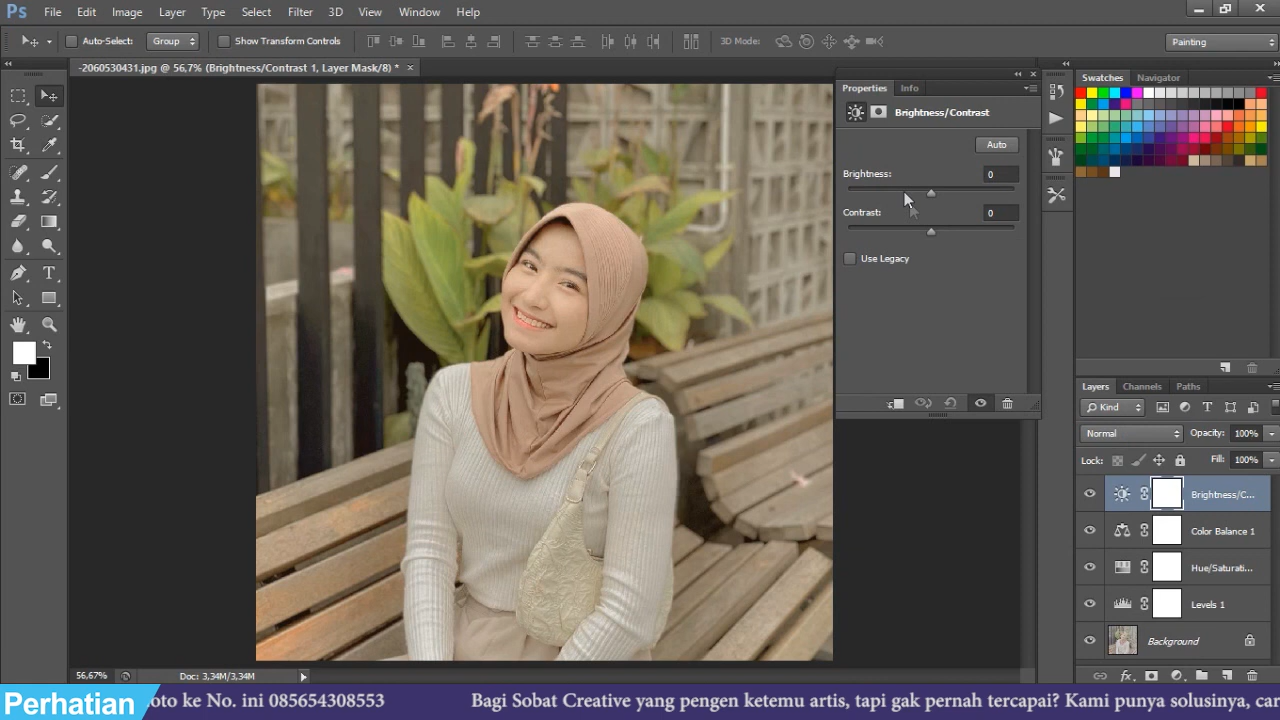 Ps File Edit Image Layer Type Select Filter 3D View Window Help
Auto-Select: Group Show Transform Controls 3D Mode: Painting
-2060530431.jpg @ 56,7% (Brightness/Contrast 1, Layer Mask/8) * ×
Properties Info
Brightness/Contrast
Auto
Brightness: 0
Contrast: 0
Use Legacy
Swatches Navigator
Layers Channels Paths
Kind
Normal Opacity: 100%
Lock: Fill: 100%
Brightness/C...
Color Balance 1
Hue/Saturati...
Levels 1
Background
56,67% Doc: 3,34M/3,34M
Perhatian oto ke No. ini 085654308553 Bagi Sobat Creative yang pengen ketemu artis, tapi gak pernah tercapai? Kami punya solusinya, car